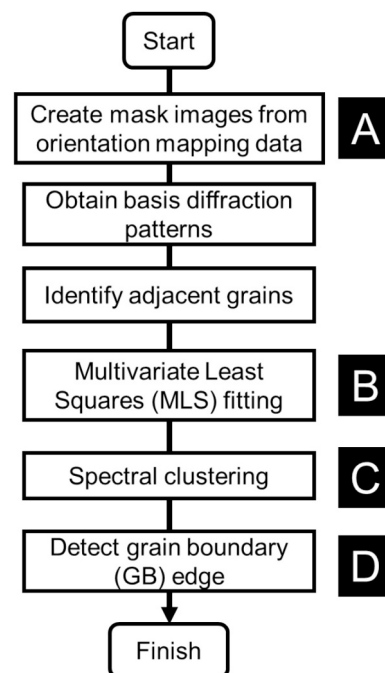 Start
Create mask images from
orientation mapping data
A
Obtain basis diffraction
patterns
Identify adjacent grains
Multivariate Least
Squares (MLS) fitting
B
Spectral clustering
C
Detect grain boundary
(GB) edge
D
Finish